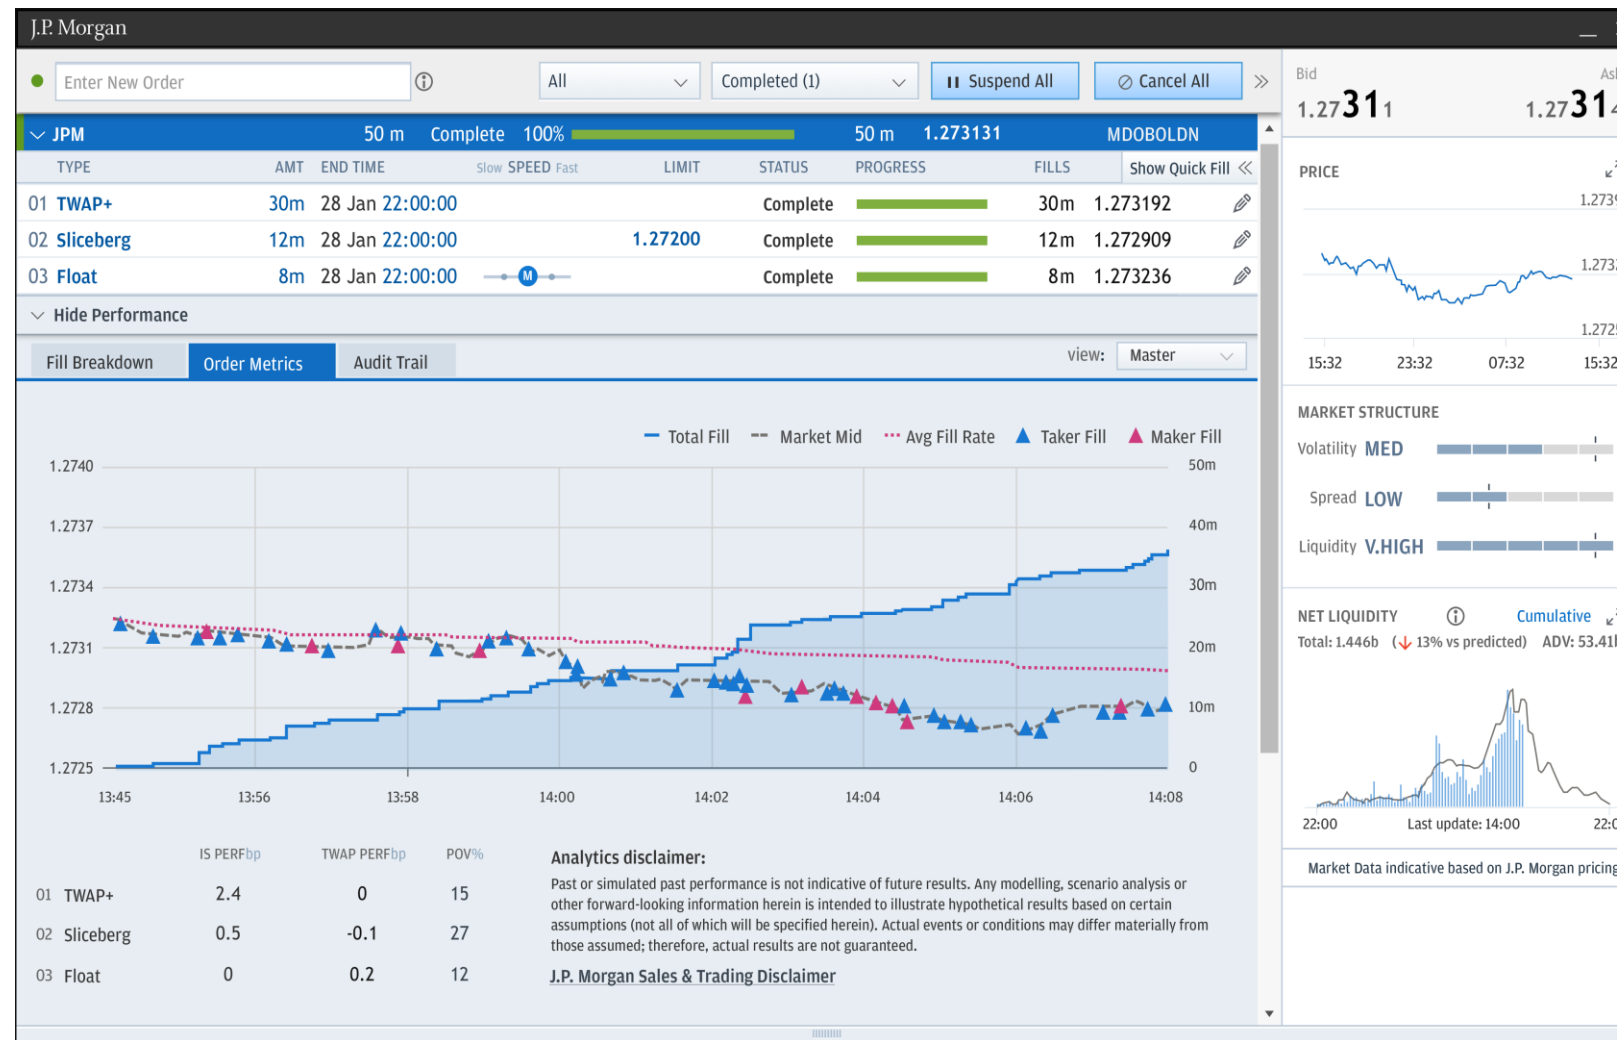 J.P. Morgan
Enter New Order
All
Completed (1)
Suspend All
Cancel All
JPM 50 m Complete 100% 50 m 1.273131 MDOBOLDN
TYPE AMT END TIME Slow SPEED Fast LIMIT STATUS PROGRESS FILLS Show Quick Fill
01 TWAP+ 30m 28 Jan 22:00:00 Complete 30m 1.273192
02 Sliceberg 12m 28 Jan 22:00:00 1.27200 Complete 12m 1.272909
03 Float 8m 28 Jan 22:00:00 M Complete 8m 1.273236
Hide Performance
Fill Breakdown Order Metrics Audit Trail view: Master
Total Fill Market Mid Avg Fill Rate Taker Fill Maker Fill
1.2740 50m
1.2737 40m
1.2734 30m
1.2731 20m
1.2728 10m
1.2725 0
13:45 13:56 13:58 14:00 14:02 14:04 14:06 14:08
IS PERFbp TWAP PERFbp POV%
01 TWAP+ 2.4 0 15
02 Sliceberg 0.5 -0.1 27
03 Float 0 0.2 12
Analytics disclaimer:
Past or simulated past performance is not indicative of future results. Any modelling, scenario analysis or
other forward-looking information herein is intended to illustrate hypothetical results based on certain
assumptions (not all of which will be specified herein). Actual events or conditions may differ materially from
those assumed; therefore, actual results are not guaranteed.
J.P. Morgan Sales & Trading Disclaimer
Bid
1.27311 1.2731
PRICE
1.2739
1.2732
1.2725
15:32 23:32 07:32 15:32
MARKET STRUCTURE
Volatility MED
Spread LOW
Liquidity V.HIGH
NET LIQUIDITY Cumulative
Total: 1.446b (↓ 13% vs predicted) ADV: 53.41
22:00 Last update: 14:00
Market Data indicative based on J.P. Morgan pricing